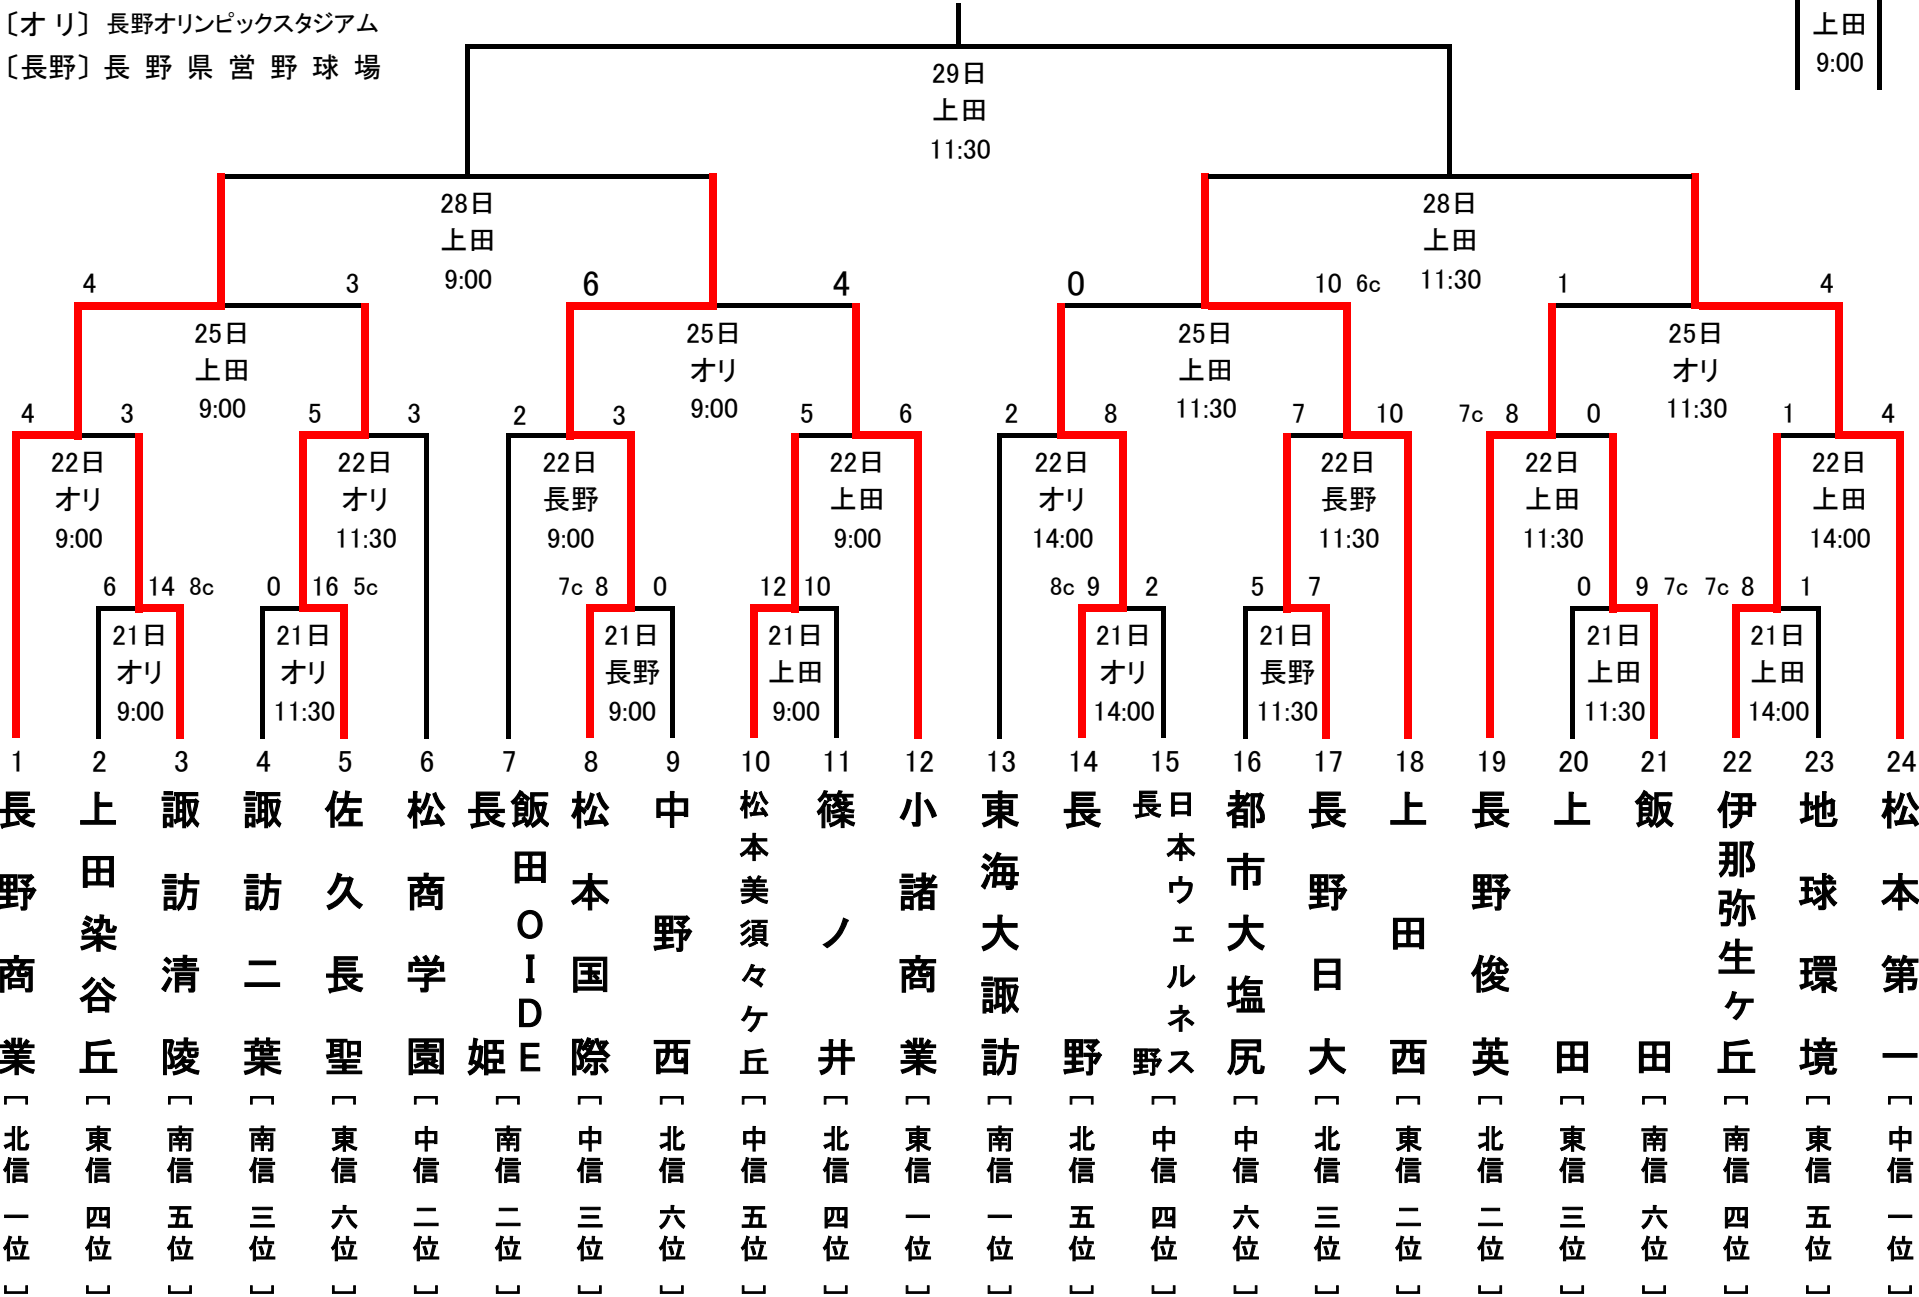 〔オリ〕 長野オリンピックスタジアム
〔長野〕 長野県営野球場
上田
9:00
29日
上田
11:30
28日
上田
9:00
28日
上田
11:30
4 3 6 4 0 10 6c 1 4
25日
上田
9:00
25日
オリ
9:00
25日
上田
11:30
25日
オリ
11:30
4 3 5 3 2 3 5 6 2 8 7 10 7c 8 0 1 4
22日
オリ
9:00
22日
オリ
11:30
22日
長野
9:00
22日
上田
9:00
22日
オリ
14:00
22日
長野
11:30
22日
上田
11:30
22日
上田
14:00
6 14 8c 0 16 5c 7c 8 0 12 10 8c 9 2 5 7 0 9 7c 7c 8 1
21日
オリ
9:00
21日
オリ
11:30
21日
長野
9:00
21日
上田
9:00
21日
オリ
14:00
21日
長野
11:30
21日
上田
11:30
21日
上田
14:00
1 2 3 4 5 6 7 8 9 10 11 12 13 14 15 16 17 18 19 20 21 22 23 24
長野商業
[北信一位]
上田染谷丘
[東信四位]
諏訪清陵
[南信五位]
諏訪二葉
[南信三位]
佐久長聖
[東信六位]
松商学園
[中信二位]
飯田OIDE
長姫
[南信二位]
松本国際
[中信三位]
中野西
[北信六位]
松本美須々ケ丘
[中信五位]
篠ノ井
[北信四位]
小諸商業
[東信一位]
東海大諏訪
[南信一位]
長野
[北信五位]
日本ウェルネス
長野
[中信四位]
都市大塩尻
[中信六位]
長野日大
[北信三位]
上田西
[東信二位]
長野俊英
[北信二位]
上田
[東信三位]
飯田
[南信六位]
伊那弥生ケ丘
[南信四位]
地球環境
[東信五位]
松本第一
[中信一位]